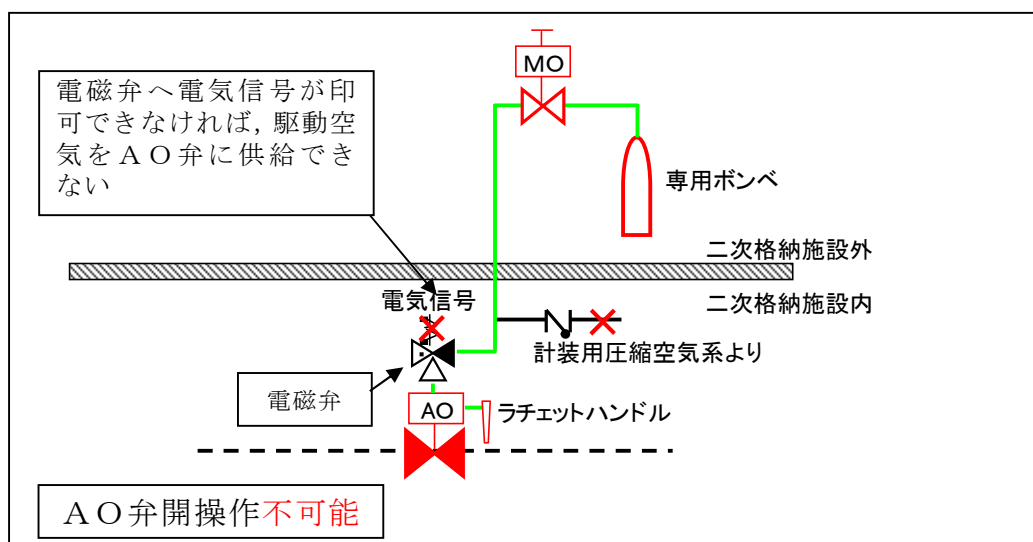 MO
電磁弁へ電気信号が印
可できなければ，駆動空
気をＡＯ弁に供給でき
ない
専用ボンベ
二次格納施設外
電気信号
二次格納施設内
計装用圧縮空気系より
電磁弁
AO
ラチェットハンドル
ＡＯ弁開操作不可能